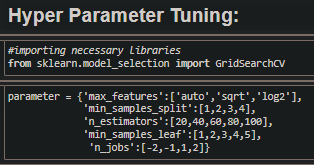 Hyper Parameter Tuning:
#importing necessary libraries
from sklearn.model_selection import GridSearchCV
parameter = {'max_features':['auto','sqrt','log2'],
'min_samples_split':[1,2,3,4],
'n_estimators':[20,40,60,80,100],
'min_samples_leaf':[1,2,3,4,5],
'n_jobs':[-2,-1,1,2]}